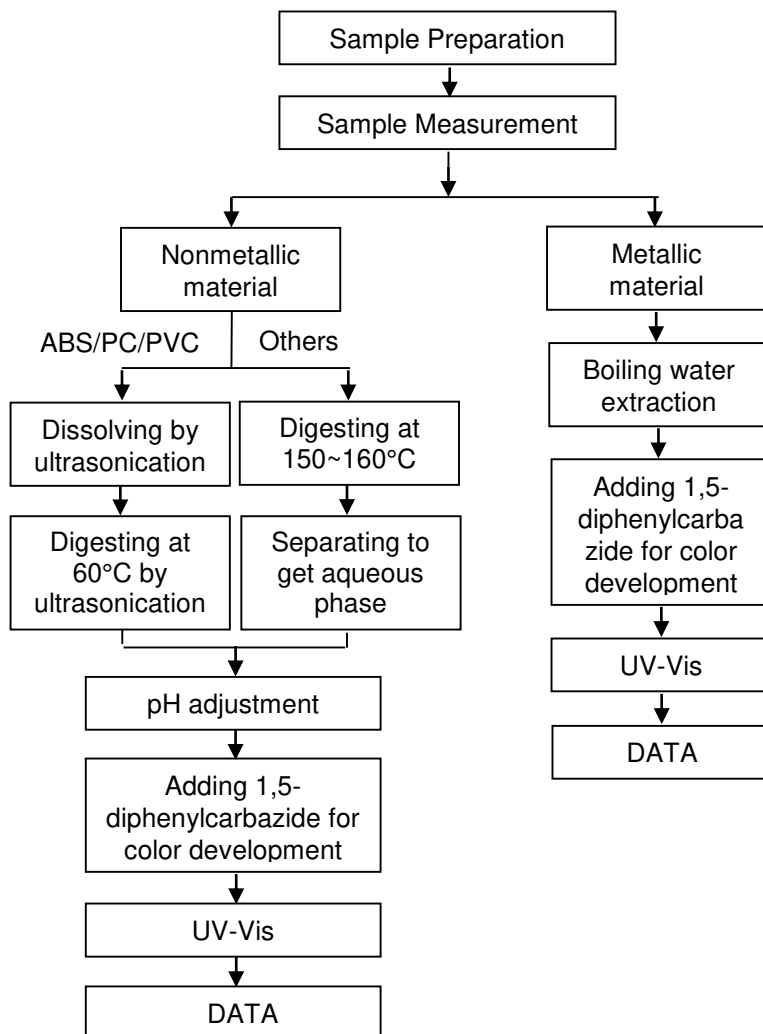 Sample Preparation
Sample Measurement
Nonmetallic
material
Metallic
material
ABS/PC/PVC
Others
Boiling water
extraction
Dissolving by
ultrasonication
Digesting at
150~160°C
Adding 1,5-
diphenylcarba
zide for color
development
Digesting at
60°C by
ultrasonication
Separating to
get aqueous
phase
UV-Vis
pH adjustment
DATA
Adding 1,5-
diphenylcarbazide for
color development
UV-Vis
DATA